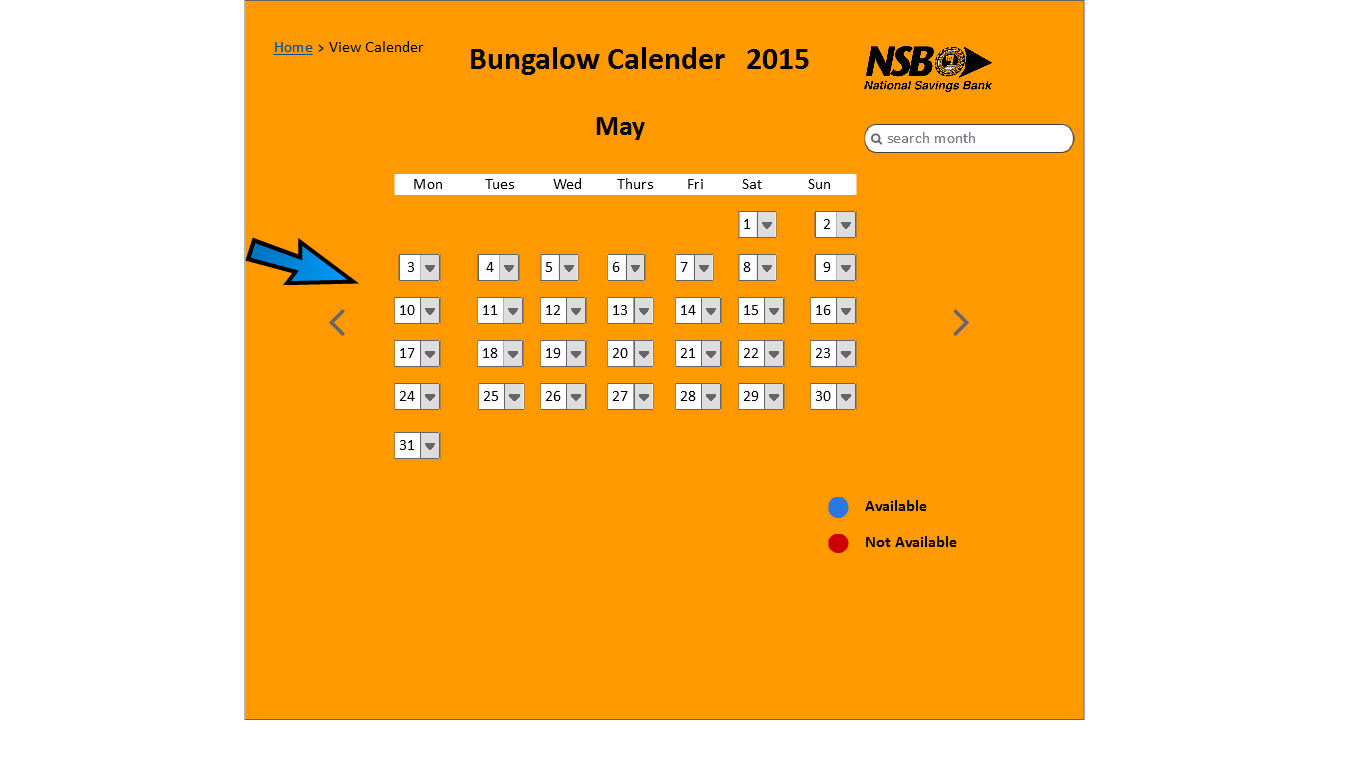 Home > View Calender
Bungalow Calender 2015
NSB
National Savings Bank
May
search month
Mon Tues Wed Thurs Fri Sat Sun
1 2
3 4 5 6 7 8 9
10 11 12 13 14 15 16
17 18 19 20 21 22 23
24 25 26 27 28 29 30
31
Available
Not Available